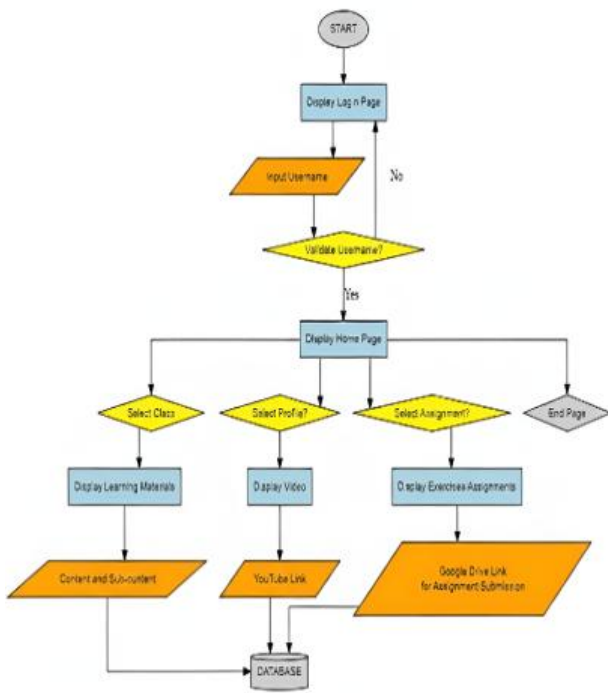 START
Display Login Page
Input Username
No
Validate Username?
Yes
Display Home Page
Select Class
Select Profile?
Select Assignment?
End Page
Display Learning Materials
Display Video
Display Exercises Assignments
Content and Sub-content
YouTube Link
Google Drive Link
for Assignment Submission
DATABASE